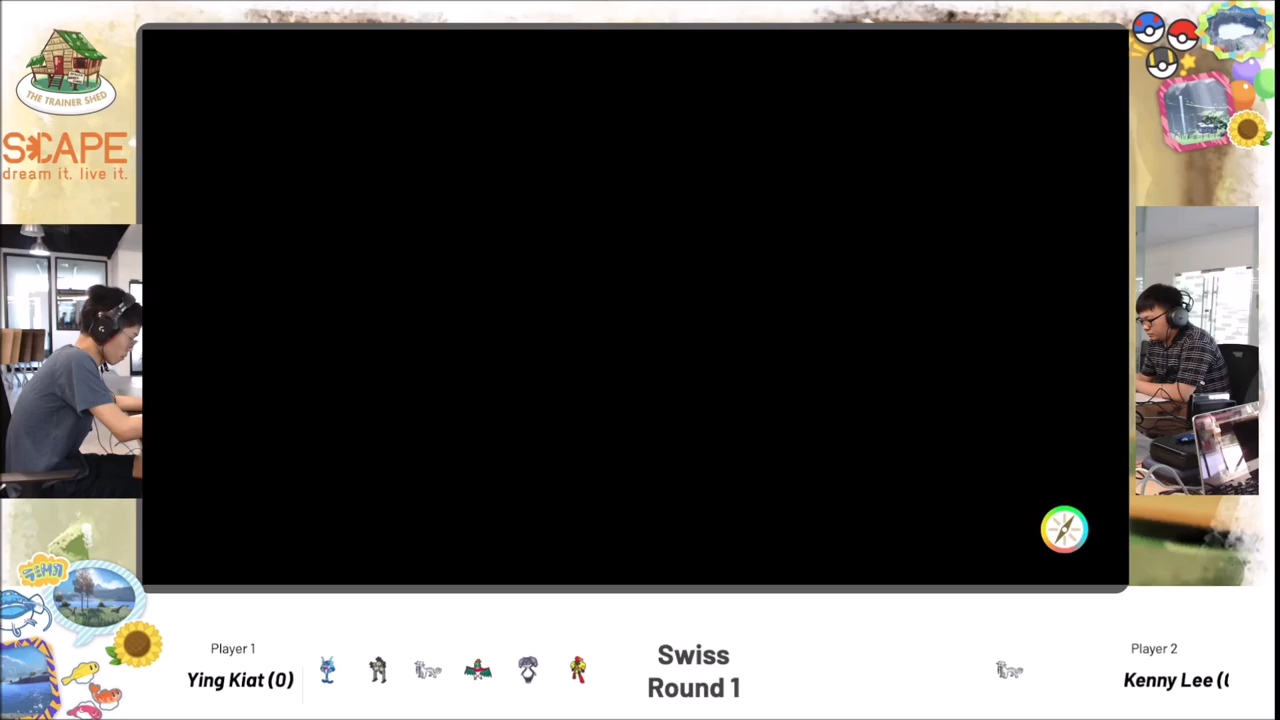 THE TRAINER SHED
SCAPE
dream it. live it.
Player 1
Ying Kiat (0)
Swiss
Round 1
Player 2
Kenny Lee (